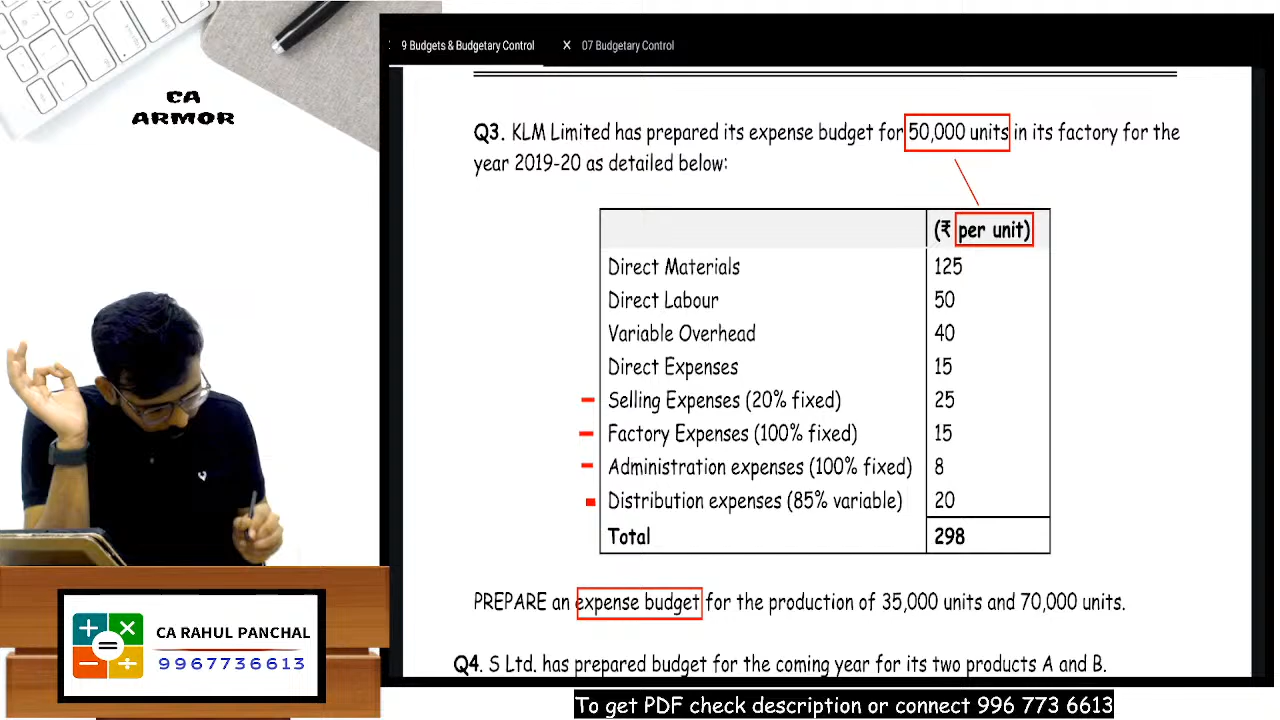 CA
ARMOR
9 Budgets & Budgetary Control
07 Budgetary Control
Q3. KLM Limited has prepared its expense budget for 50,000 units in its factory for the
year 2019-20 as detailed below:
(₹ per unit)
Direct Materials 125
Direct Labour 50
Variable Overhead 40
Direct Expenses 15
Selling Expenses (20% fixed) 25
Factory Expenses (100% fixed) 15
Administration expenses (100% fixed) 8
Distribution expenses (85% variable) 20
Total 298
PREPARE an expense budget for the production of 35,000 units and 70,000 units.
Q4. S Ltd. has prepared budget for the coming year for its two products A and B.
CA RAHUL PANCHAL
9967736613
To get PDF check description or connect 996 773 6613